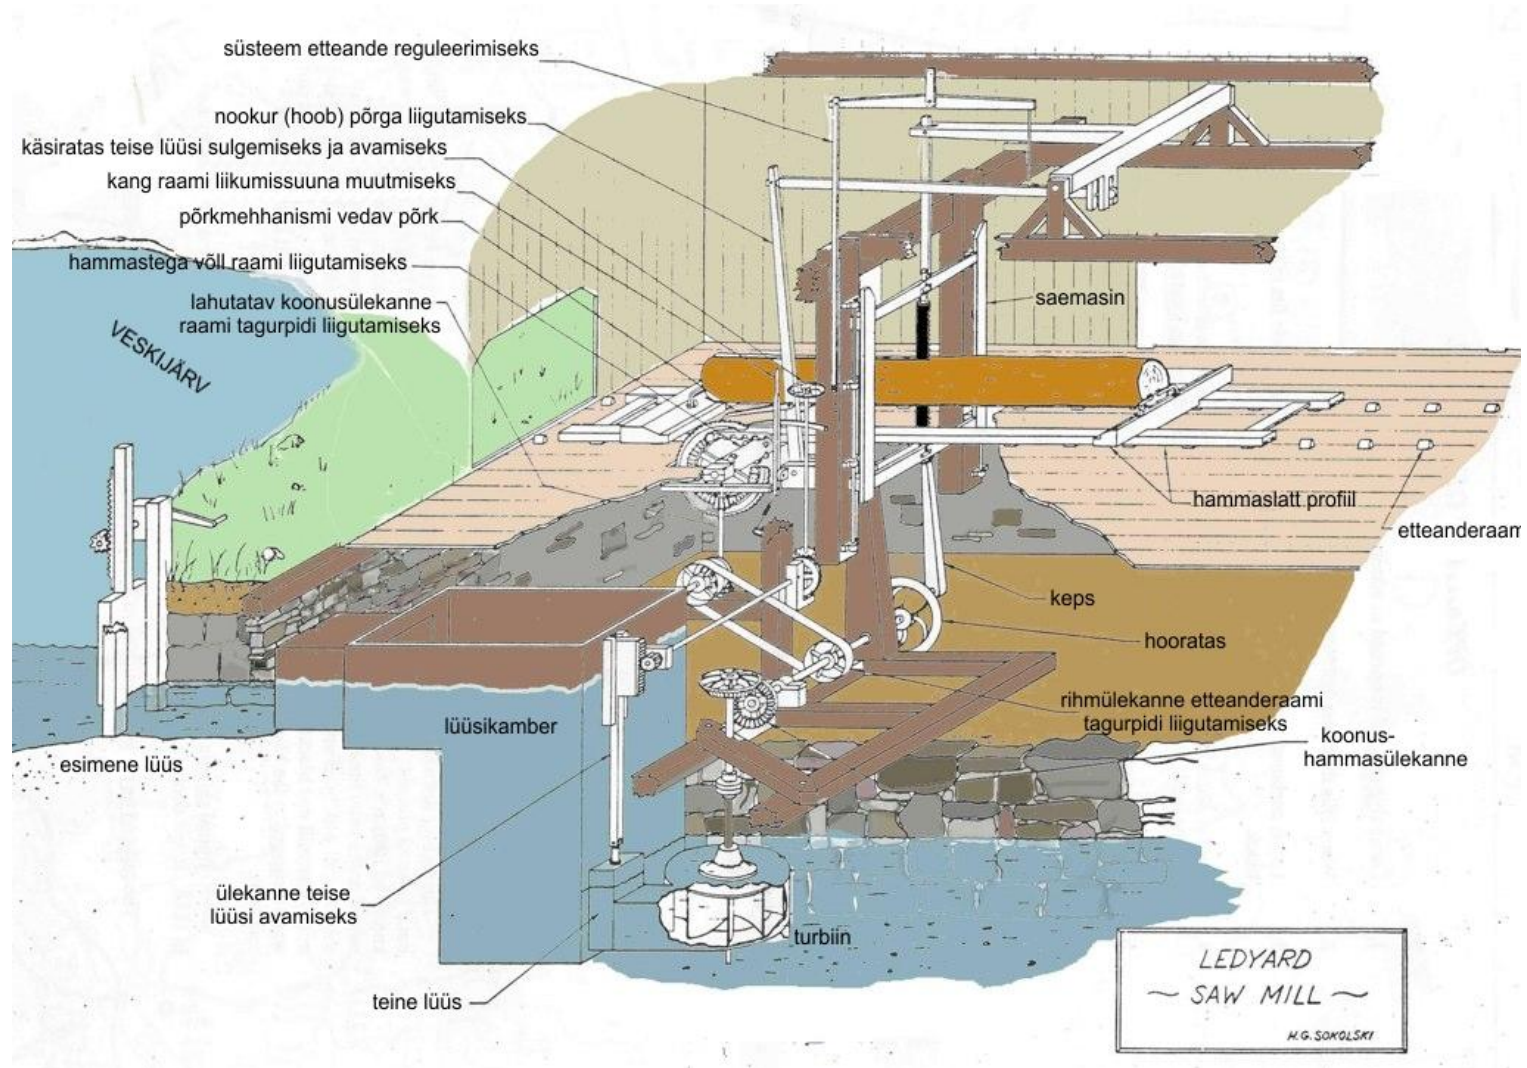 süsteem etteande reguleerimiseks
nookur (hoob) põrga liigutamiseks
käsiratas teise lüüsi sulgemiseks ja avamiseks
kang raami liikumissuuna muutmiseks
põrkmehhanismi vedav põrk
hammastega võll raami liigutamiseks
lahutatav koonusülekanne
raami tagurpidi liigutamiseks
VESKIJÄRV
saemasin
hammaslatt profiil
etteanderaam
keps
hooratas
rihmülekanne etteanderaami
tagurpidi liigutamiseks
koonus-
hammasülekanne
lüüsikamber
esimene lüüs
ülekanne teise
lüüsi avamiseks
turbiin
teine lüüs
LEDYARD
~ SAW MILL ~
H.G. SOKOLSKI